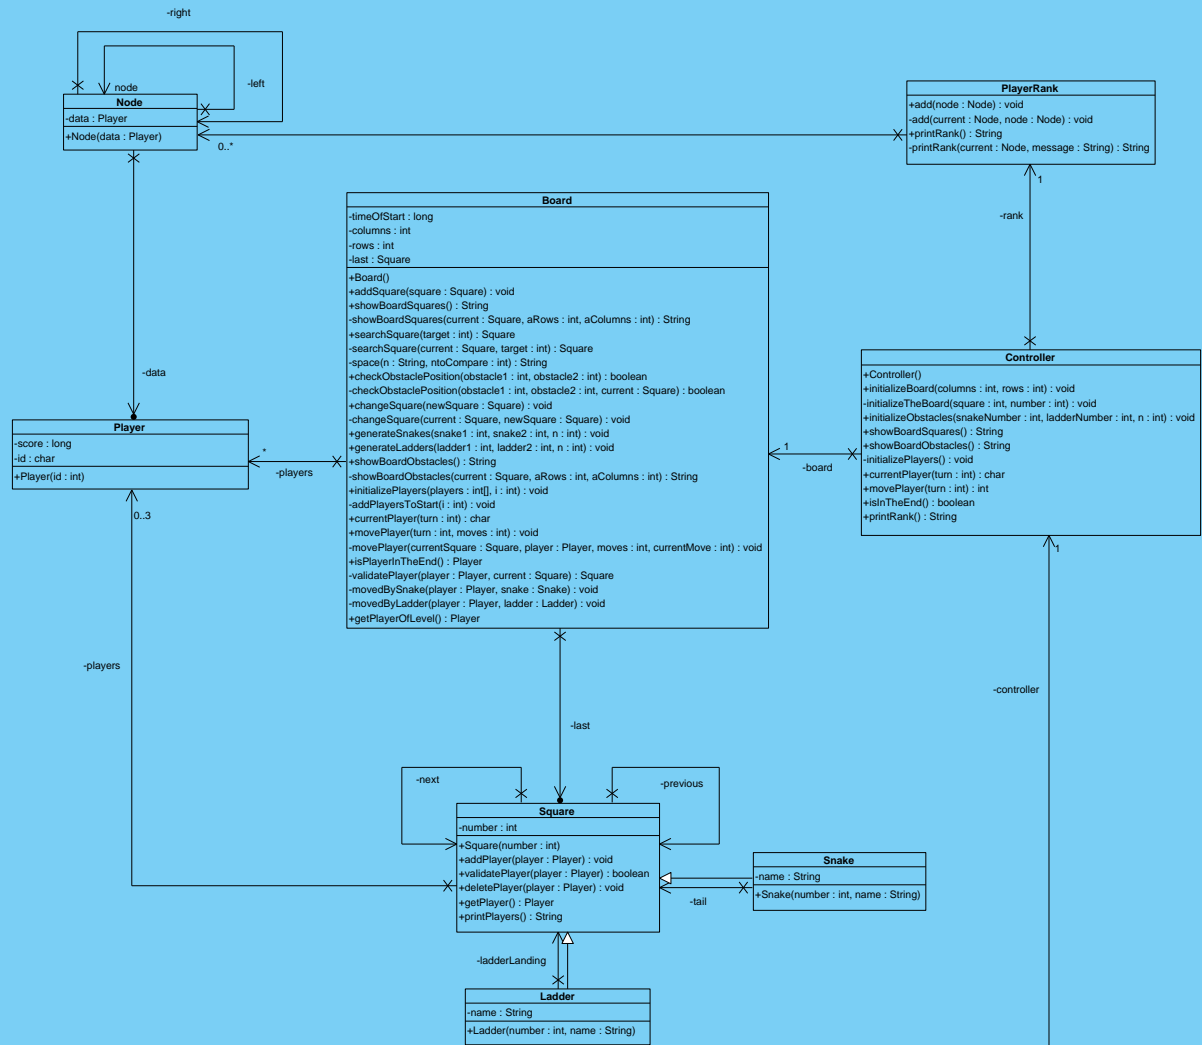 -right
node
-left
Node
-data : Player
+Node(data : Player)
0..*
PlayerRank
+add(node : Node) : void
-add(current : Node, node : Node) : void
+printRank() : String
-printRank(current : Node, message : String) : String
1
-rank
Board
-timeOfStart : long
-columns : int
-rows : int
-last : Square
+Board()
+addSquare(square : Square) : void
+showBoardSquares() : String
-showBoardSquares(current : Square, aRows : int, aColumns : int) : String
+searchSquare(target : int) : Square
-searchSquare(current : Square, target : int) : Square
-space(n : String, ntoCompare : int) : String
+checkObstaclePosition(obstacle1 : int, obstacle2 : int) : boolean
-checkObstaclePosition(obstacle1 : int, obstacle2 : int, current : Square) : boolean
+changeSquare(newSquare : Square) : void
-changeSquare(current : Square, newSquare : Square) : void
+generateSnakes(snake1 : int, snake2 : int, n : int) : void
+generateLadders(ladder1 : int, ladder2 : int, n : int) : void
+showBoardObstacles() : String
-showBoardObstacles(current : Square, aRows : int, aColumns : int) : String
+initializePlayers(players : int[], i : int) : void
-addPlayersToStart(i : int) : void
+currentPlayer(turn : int) : char
+movePlayer(turn : int, moves : int) : void
-movePlayer(currentSquare : Square, player : Player, moves : int, currentMove : int) : void
+isPlayerInTheEnd() : Player
-validatePlayer(player : Player, current : Square) : Square
-movedBySnake(player : Player, snake : Snake) : void
-movedByLadder(player : Player, ladder : Ladder) : void
+getPlayerOfLevel() : Player
Controller
+Controller()
+initializeBoard(columns : int, rows : int) : void
-initializeTheBoard(square : int, number : int) : void
+initializeObstacles(snakeNumber : int, ladderNumber : int, n : int) : void
+showBoardSquares() : String
+showBoardObstacles() : String
-initializePlayers() : void
+currentPlayer(turn : int) : char
+movePlayer(turn : int) : int
+isInTheEnd() : boolean
+printRank() : String
-data
Player
-score : long
-id : char
+Player(id : int)
*
-players
1
-board
0..3
1
-players
-controller
-last
-next
-previous
Square
-number : int
+Square(number : int)
+addPlayer(player : Player) : void
+validatePlayer(player : Player) : boolean
+deletePlayer(player : Player) : void
+getPlayer() : Player
+printPlayers() : String
Snake
-name : String
+Snake(number : int, name : String)
-tail
-ladderLanding
Ladder
-name : String
+Ladder(number : int, name : String)